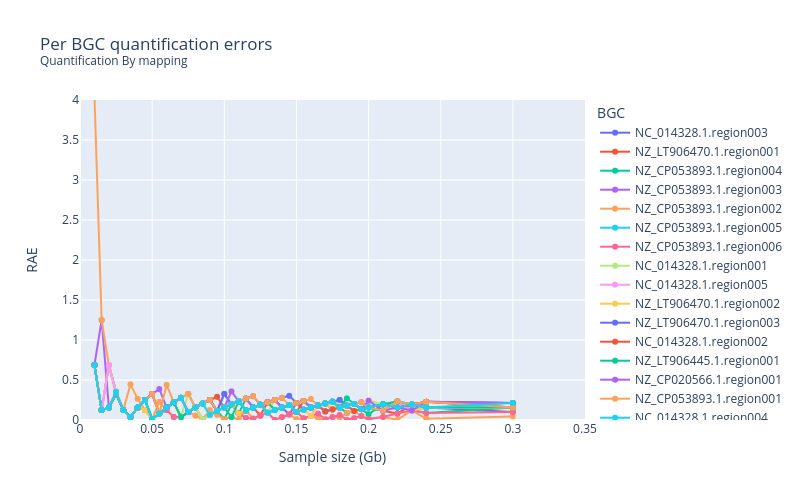 Per BGC quantification errors
Quantification By mapping
4
3.5
3
2.5
2
1.5
1
0.5
0
RAE
0
0.05
0.1
0.15
0.2
0.25
0.3
0.35
Sample size (Gb)
BGC
NC_014328.1.region003
NZ_LT906470.1.region001
NZ_CP053893.1.region004
NZ_CP053893.1.region003
NZ_CP053893.1.region002
NZ_CP053893.1.region005
NZ_CP053893.1.region006
NC_014328.1.region001
NC_014328.1.region005
NZ_LT906470.1.region002
NZ_LT906470.1.region003
NC_014328.1.region002
NZ_LT906445.1.region001
NZ_CP020566.1.region001
NZ_CP053893.1.region001
NC_014328.1.region004